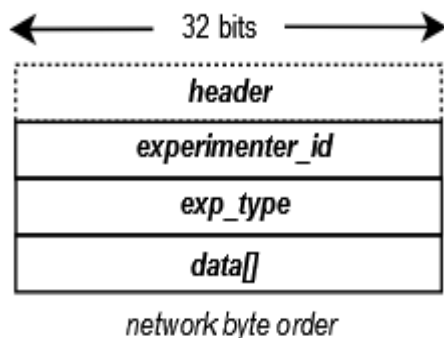 32 bits
header
experimenter_id
exp_type
data[]
network byte order